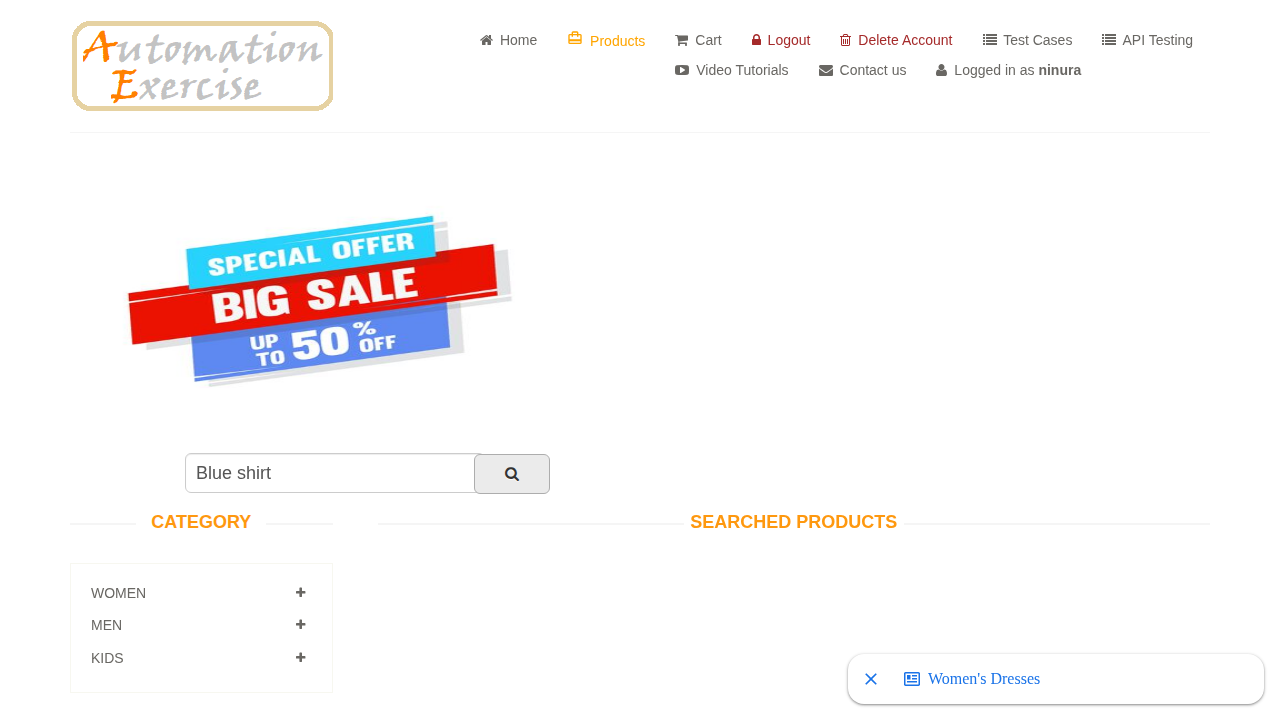 Automation
Exercise
Home
Products
Cart
Logout
Delete Account
Test Cases
API Testing
Video Tutorials
Contact us
Logged in as ninura
SPECIAL OFFER
BIG SALE
UP TO 50% OFF
Blue shirt
CATEGORY
SEARCHED PRODUCTS
WOMEN
MEN
KIDS
Women's Dresses